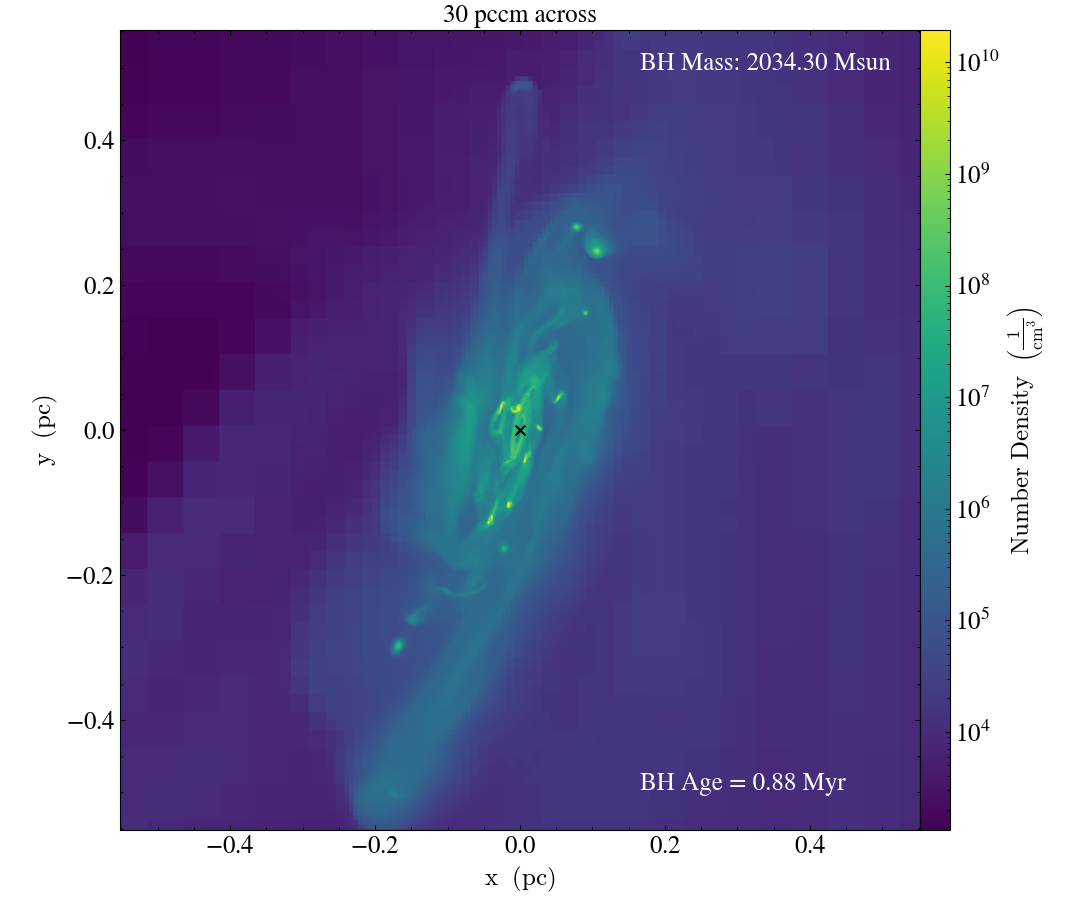 30 pccm across
BH Mass: 2034.30 Msun
BH Age = 0.88 Myr
0.4
0.2
0.0
−0.2
−0.4
y (pc)
−0.4 −0.2 0.0 0.2 0.4
x (pc)
10^10
10^9
10^8
10^7
10^6
10^5
10^4
Number Density (1/cm^3)